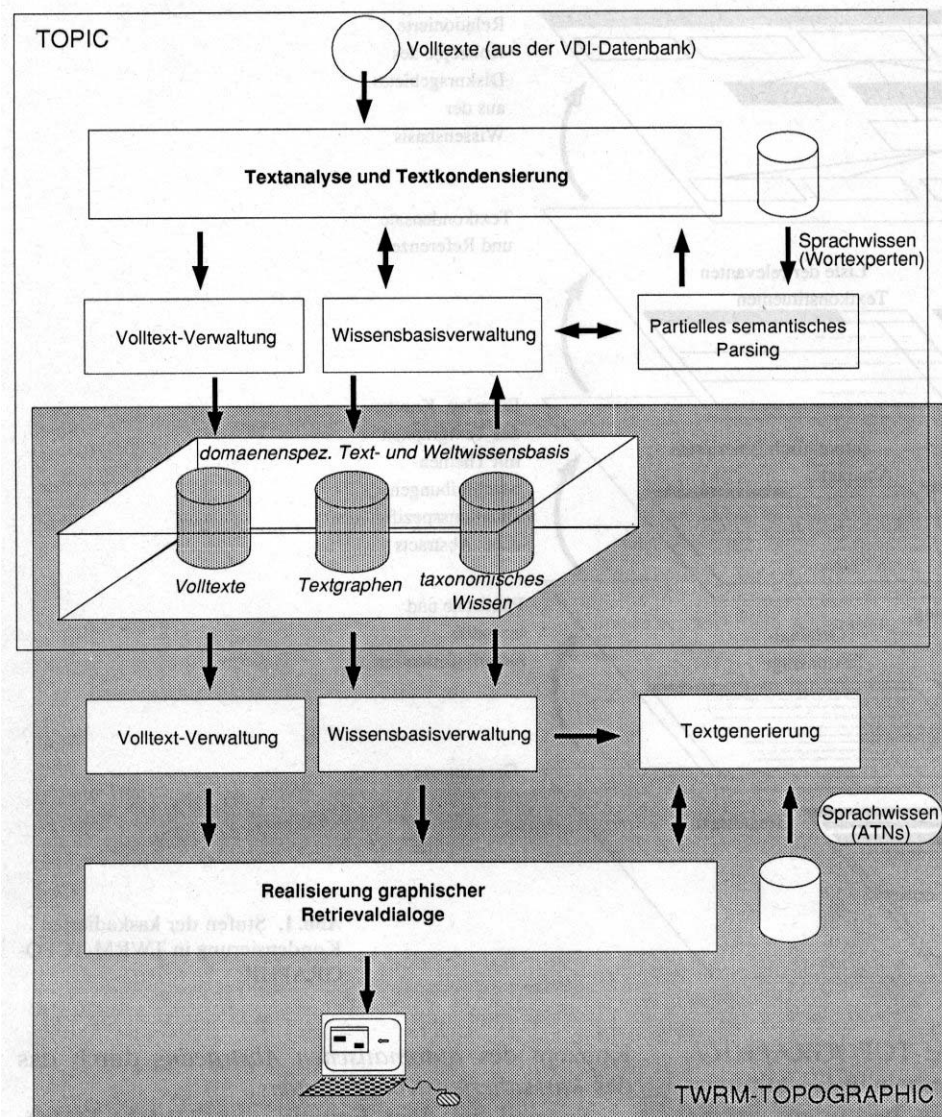 TOPIC
Volltexte (aus der VDI-Datenbank)
Textanalyse und Textkondensierung
Sprachwissen
(Wortexperten)
Volltext-Verwaltung
Wissensbasisverwaltung
Partielles semantisches
Parsing
domaenenspez. Text- und Weltwissensbasis
Volltexte
Textgraphen
taxonomisches
Wissen
Volltext-Verwaltung
Wissensbasisverwaltung
Textgenerierung
Sprachwissen
(ATNs)
Realisierung graphischer
Retrievaldialoge
TWRM-TOPOGRAPHIC